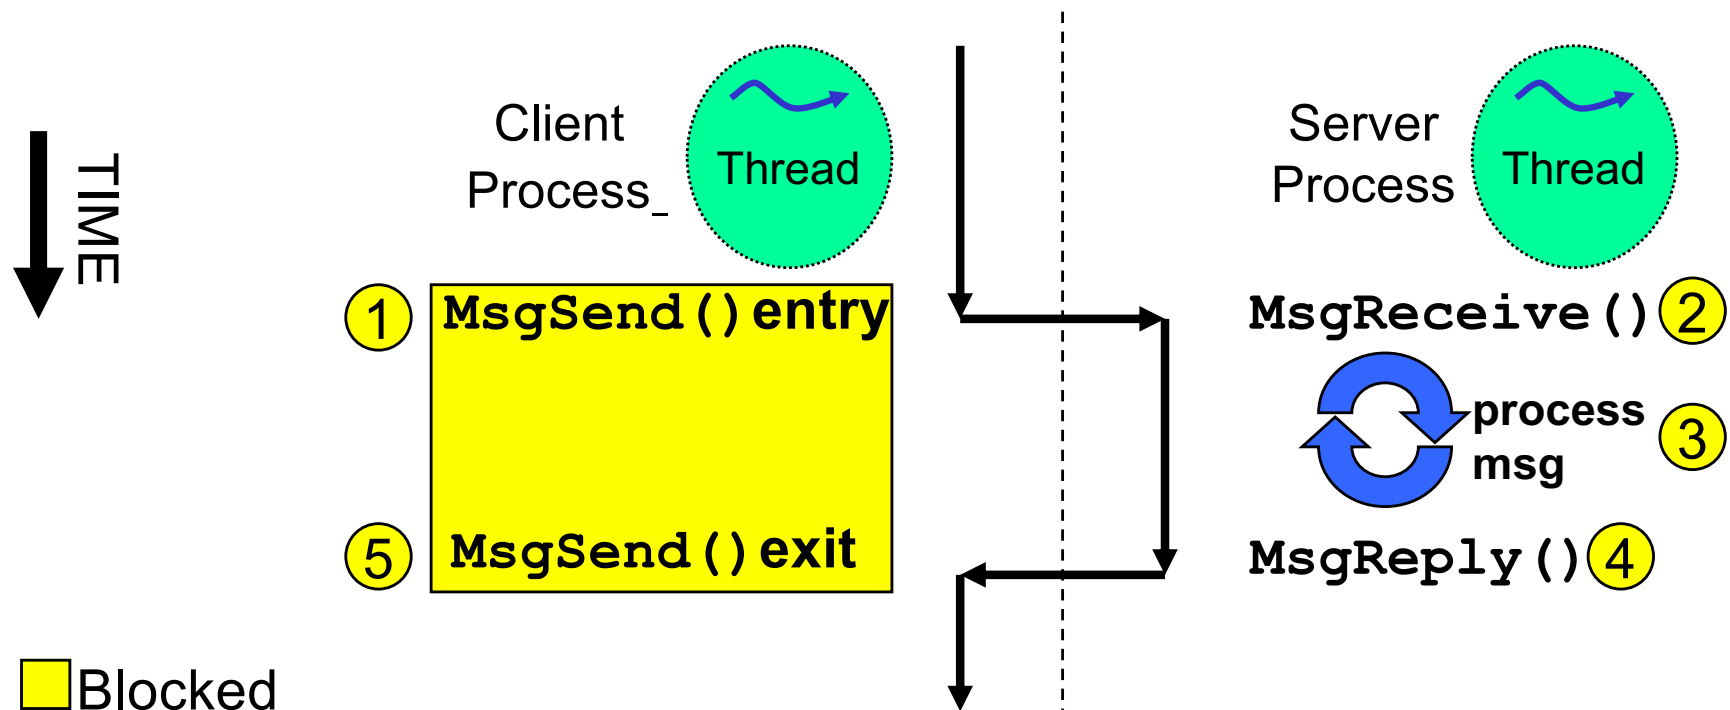 Client
Process_
Thread
Server
Process
Thread
TIME
1
MsgSend() entry
MsgReceive()
2
process
msg
3
5
MsgSend() exit
MsgReply()
4
Blocked